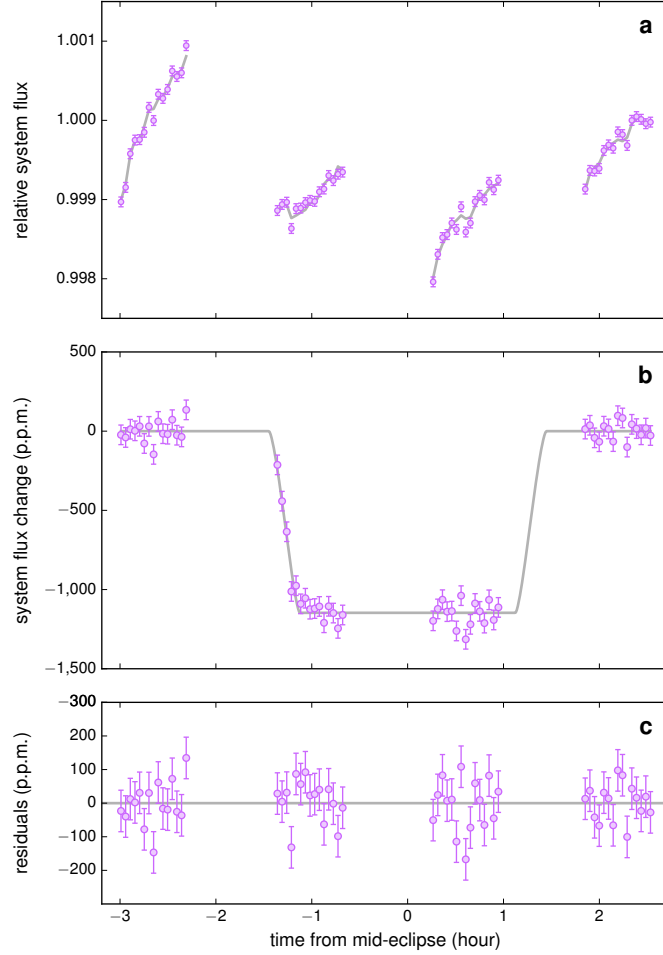 a
1.001
1.000
0.999
0.998
relative system flux
b
500
0
−500
−1,000
−1,500
system flux change (p.p.m.)
c
−300
300
200
100
0
−100
−200
residuals (p.p.m.)
−3 −2 −1 0 1 2
time from mid-eclipse (hour)